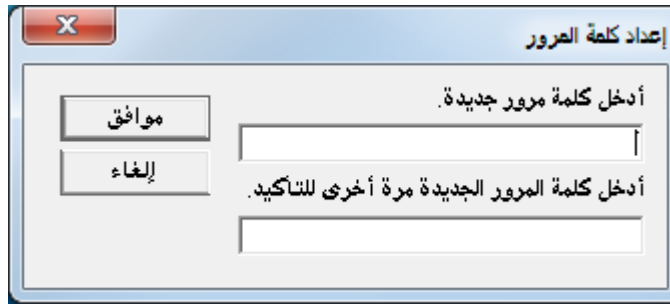 إعداد كلمة المرور
أدخل كلمة مرور جديدة.
موافق
إلغاء
أدخل كلمة المرور الجديدة مرة أخرى للتأكيد.